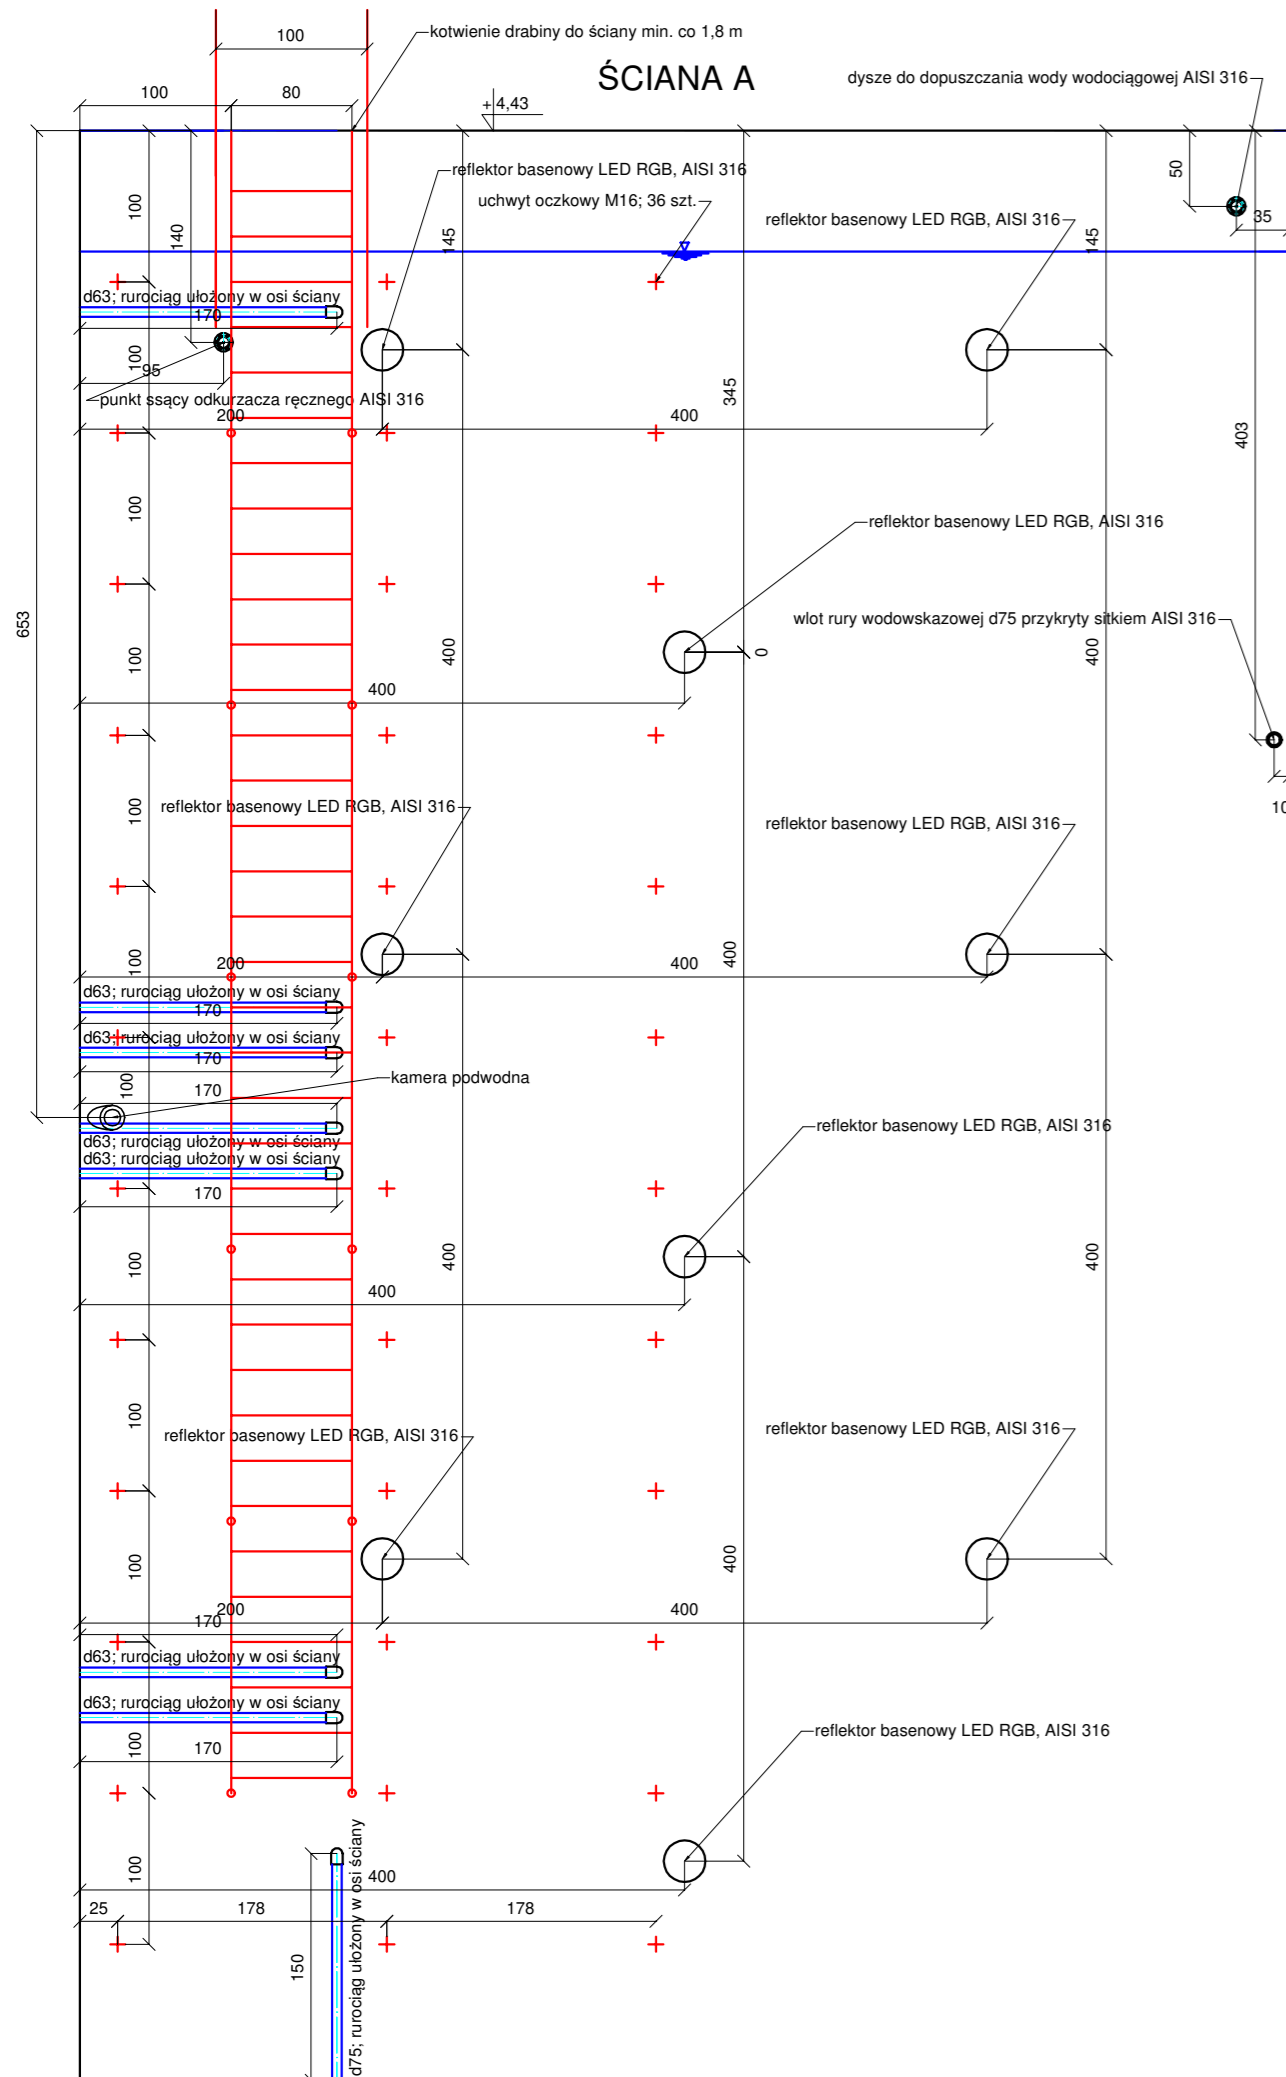 100
kotwienie drabiny do ściany min. co 1,8 m
ŚCIANA A
dysze do dopuszczania wody wodociągowej AISI 316
100
80
+ 4,43
reflektor basenowy LED RGB, AISI 316
50
uchwyt oczkowy M16; 36 szt.
100
35
reflektor basenowy LED RGB, AISI 316
140
145
145
d63; rurociąg ułożony w osi ściany
170
100
95
345
punkt ssący odkurzacza ręcznego AISI 316
200
400
403
100
reflektor basenowy LED RGB, AISI 316
653
wlot rury wodowskazowej d75 przykryty sitkiem AISI 316
100
400
0
400
400
reflektor basenowy LED RGB, AISI 316
100
10
reflektor basenowy LED RGB, AISI 316
100
200
400
400
d63; rurociąg ułożony w osi ściany
170
d63; rurociąg ułożony w osi ściany
170
100
kamera podwodna
170
reflektor basenowy LED RGB, AISI 316
d63; rurociąg ułożony w osi ściany
d63; rurociąg ułożony w osi ściany
170
100
400
400
400
100
reflektor basenowy LED RGB, AISI 316
reflektor basenowy LED RGB, AISI 316
100
400
200
400
170
d63; rurociąg ułożony w osi ściany
d63; rurociąg ułożony w osi ściany
100
170
reflektor basenowy LED RGB, AISI 316
100
400
25
178
178
150
d75; rurociąg ułożony w osi ściany